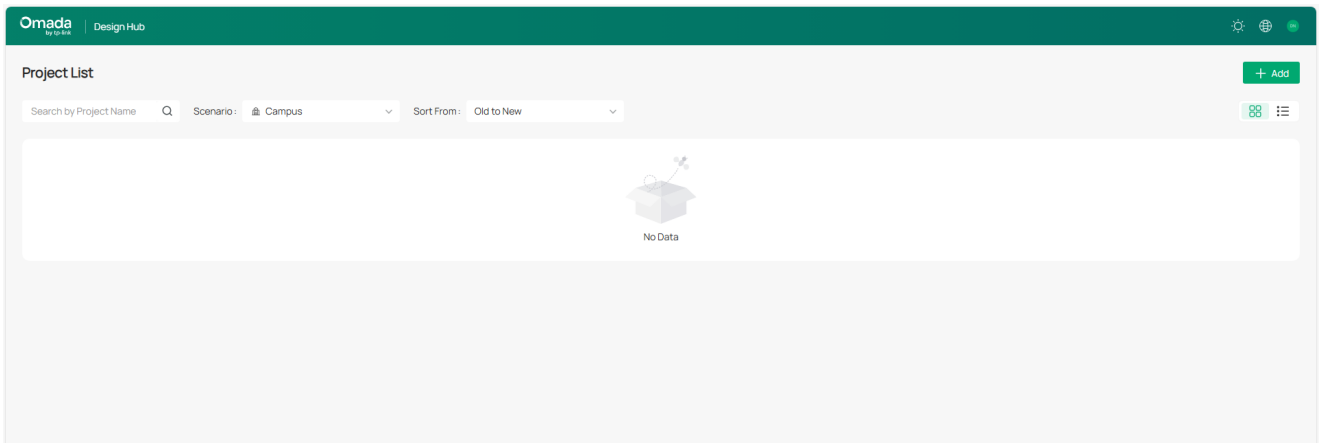 Omada
by tp-link
Design Hub
Project List
+ Add
Search by Project Name
Scenario :
Campus
Sort From :
Old to New
No Data